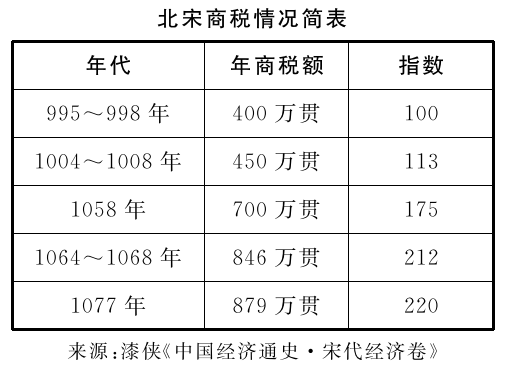 北宋商税情况简表
年代 年商税额 指数
995～998 年 400 万贯 100
1004～1008 年 450 万贯 113
1058 年 700 万贯 175
1064～1068 年 846 万贯 212
1077 年 879 万贯 220
来源:漆侠《中国经济通史·宋代经济卷》